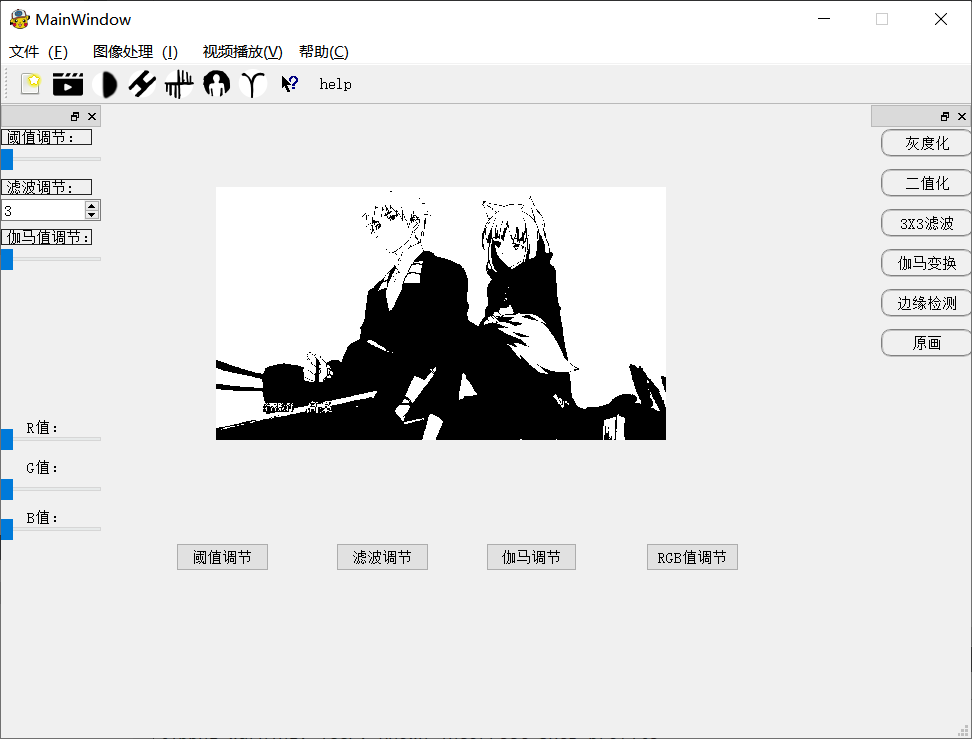 MainWindow
文件 (F) 图像处理 (I) 视频播放(V) 帮助(C)
help
阈值调节：
滤波调节：
3
伽马值调节：
R值：
G值：
B值：
灰度化
二值化
3X3滤波
伽马变换
边缘检测
原画
阈值调节 滤波调节 伽马调节 RGB值调节